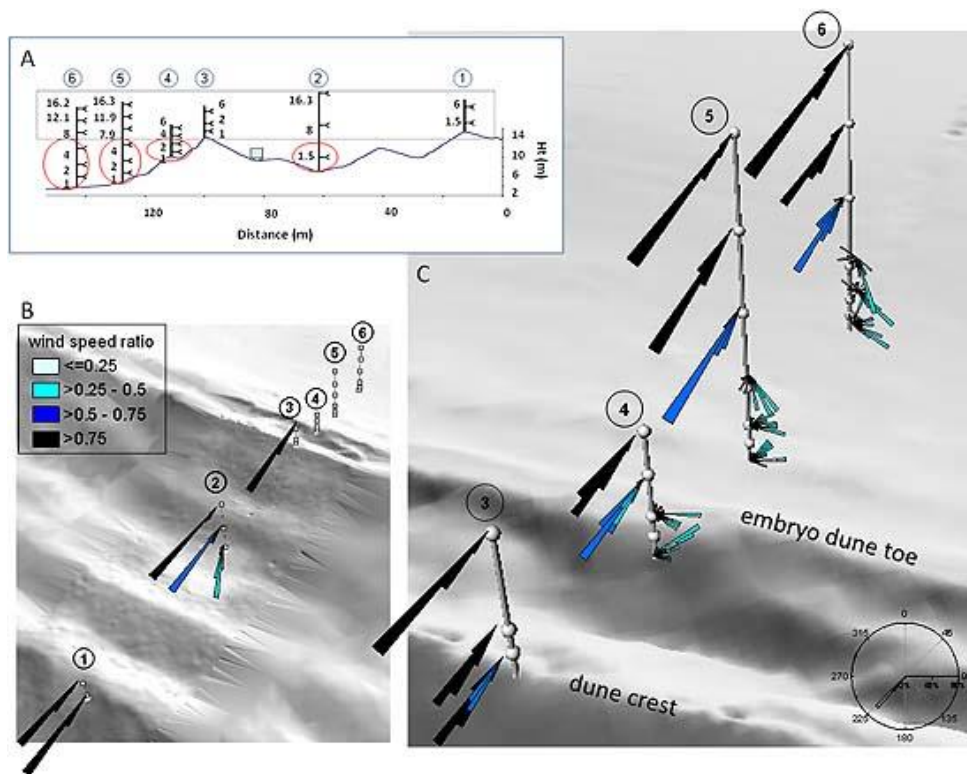 A
6 5 4 3 2 1
16.2 16.3 16.3 6
12.1 11.9 6 6 1.5
8 7.9 4 4 8
4 4 2 2 1.5
2 2 1 1
1 1
14
10
6
2
Ht (m)
120 80 40 0
Distance (m)
B
wind speed ratio
<=0.25
>0.25 - 0.5
>0.5 - 0.75
>0.75
6
5
4
3
2
1
C
6
5
4
3
embryo dune toe
dune crest
0
315 45
270
225 135
180